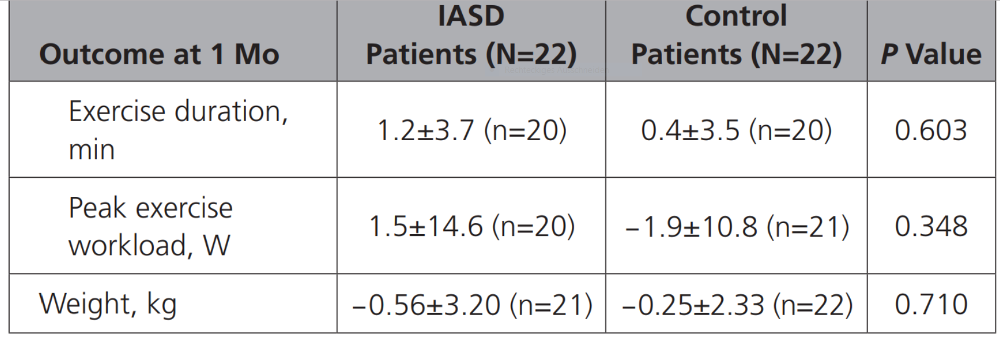 Outcome at 1 Mo
IASD
Patients (N=22)
Control
Patients (N=22)
P Value
Rechteckiges Ausschneiden
Exercise duration,
min
1.2±3.7 (n=20)
0.4±3.5 (n=20)
0.603
Peak exercise
workload, W
1.5±14.6 (n=20)
−1.9±10.8 (n=21)
0.348
Weight, kg
−0.56±3.20 (n=21)
−0.25±2.33 (n=22)
0.710